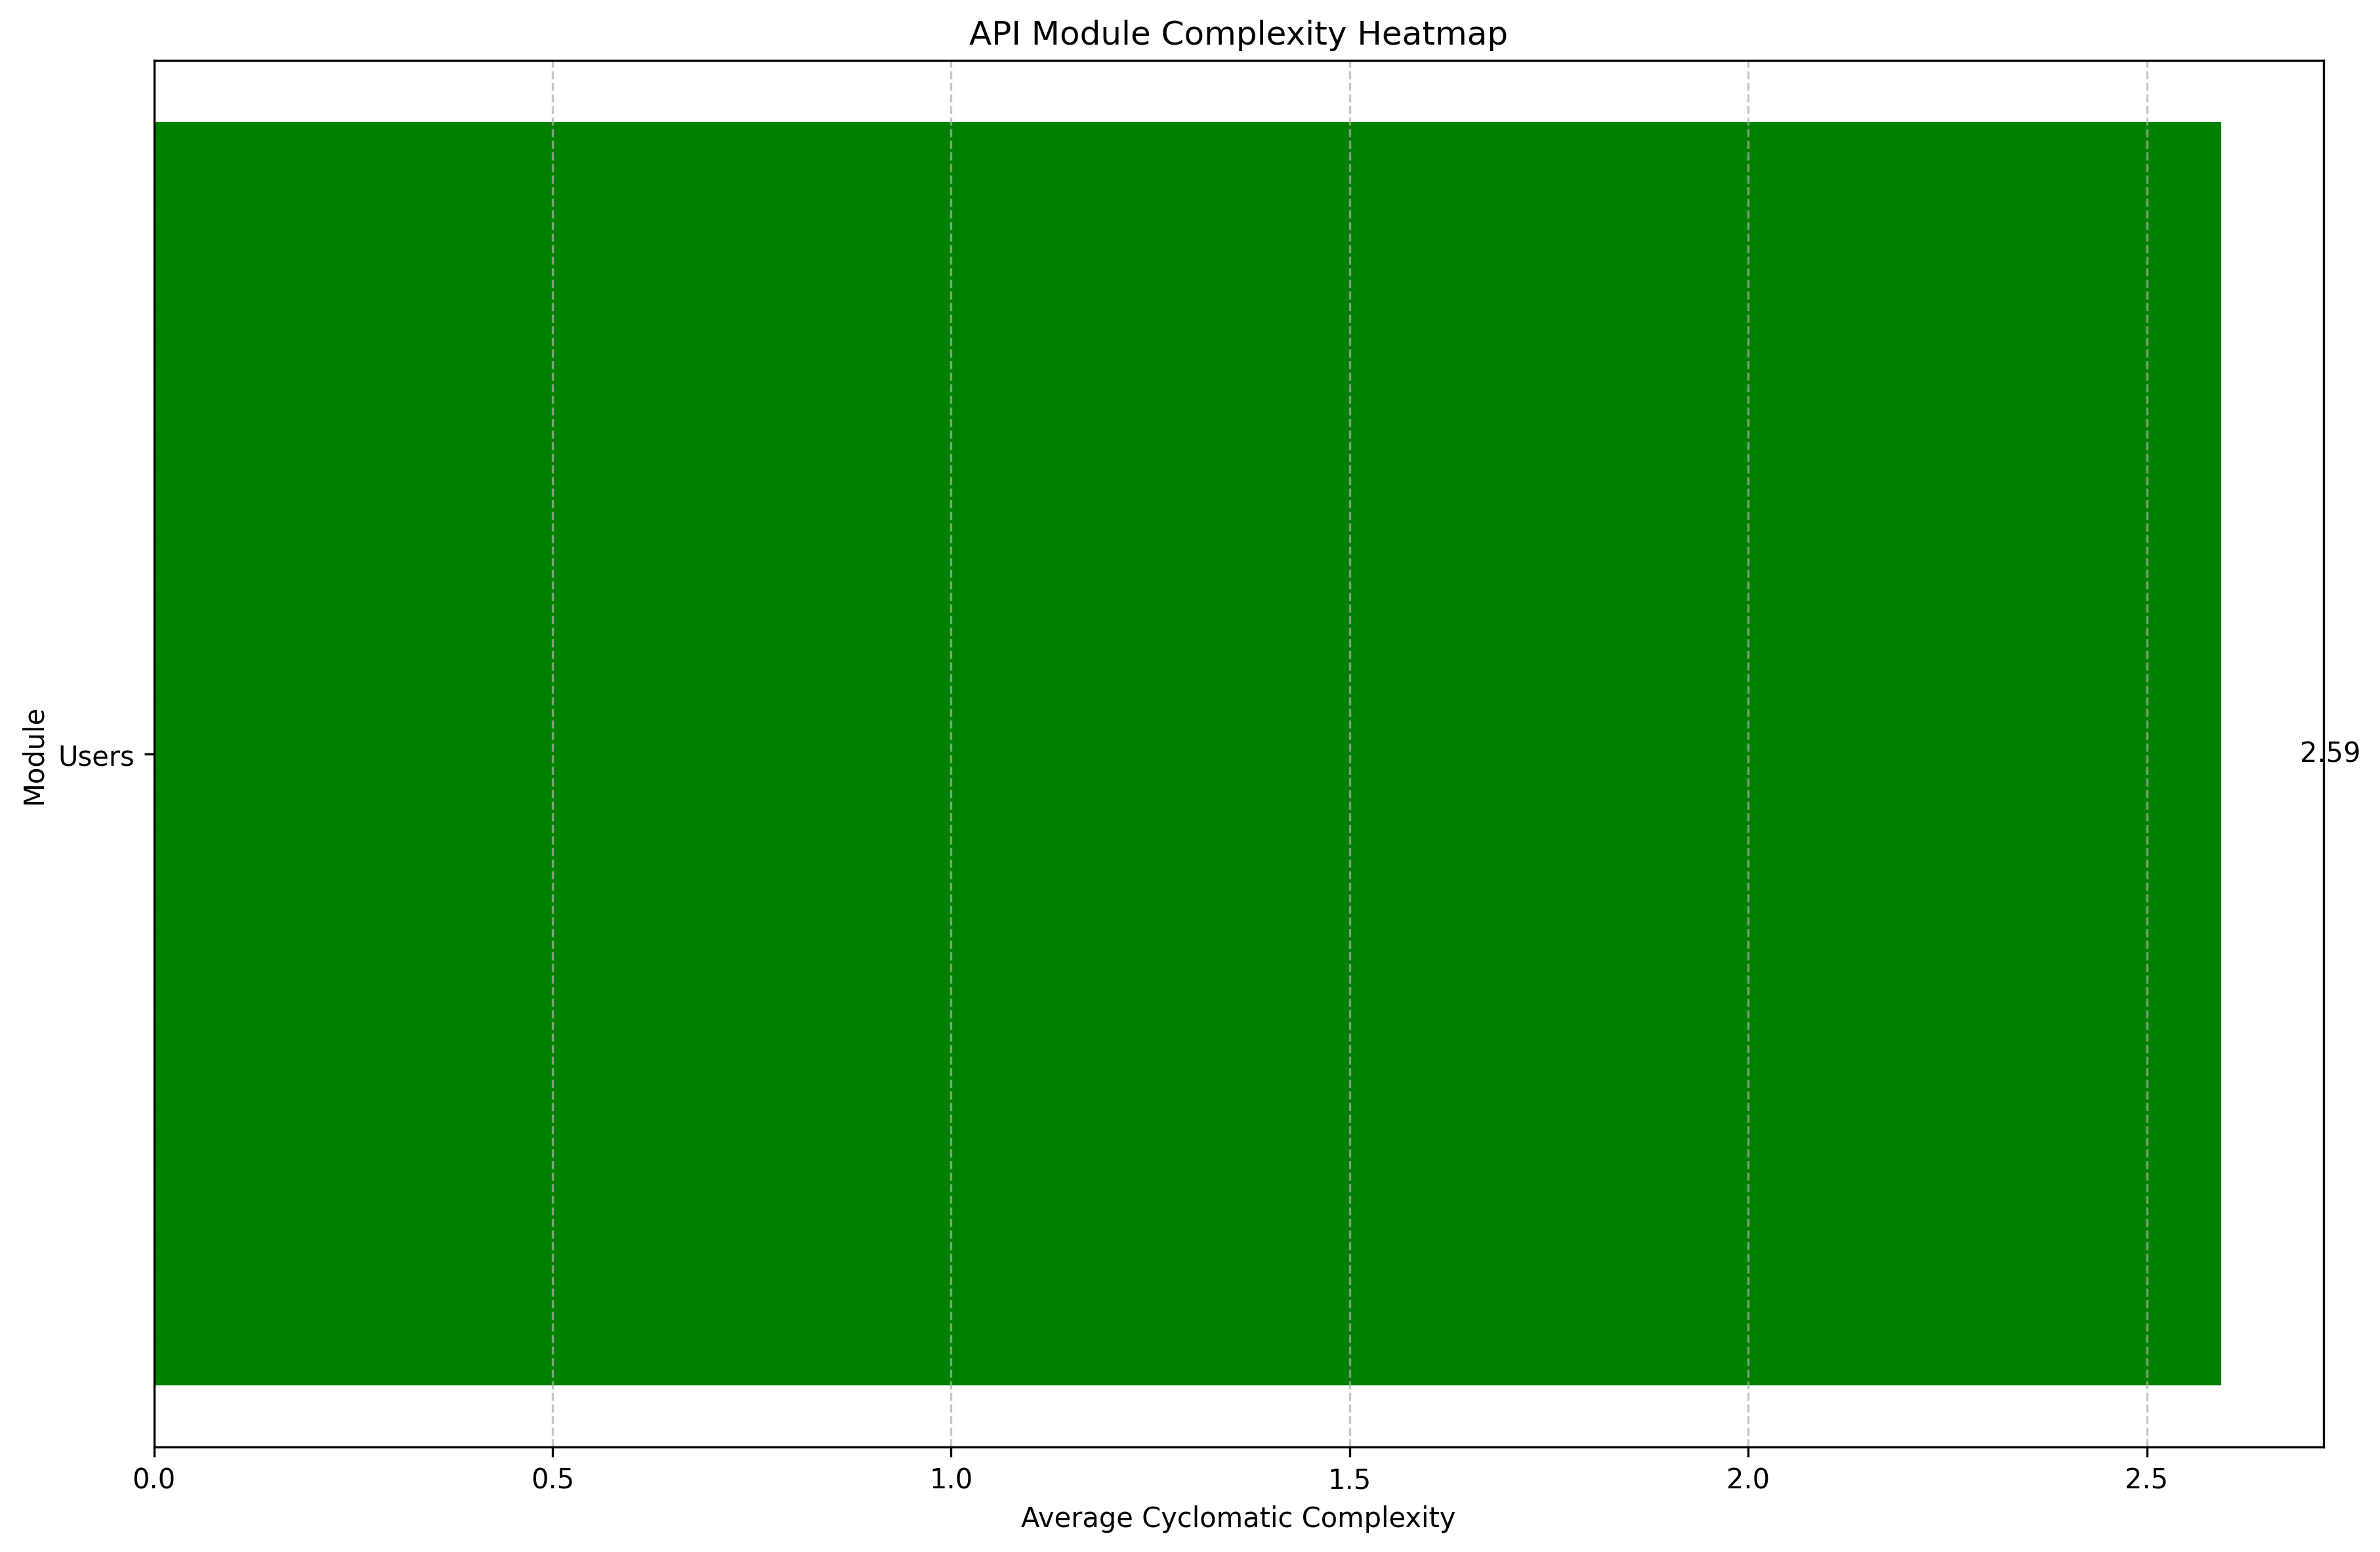 API Module Complexity Heatmap
Module
Users
2.59
0.0 0.5 1.0 1.5 2.0 2.5
Average Cyclomatic Complexity